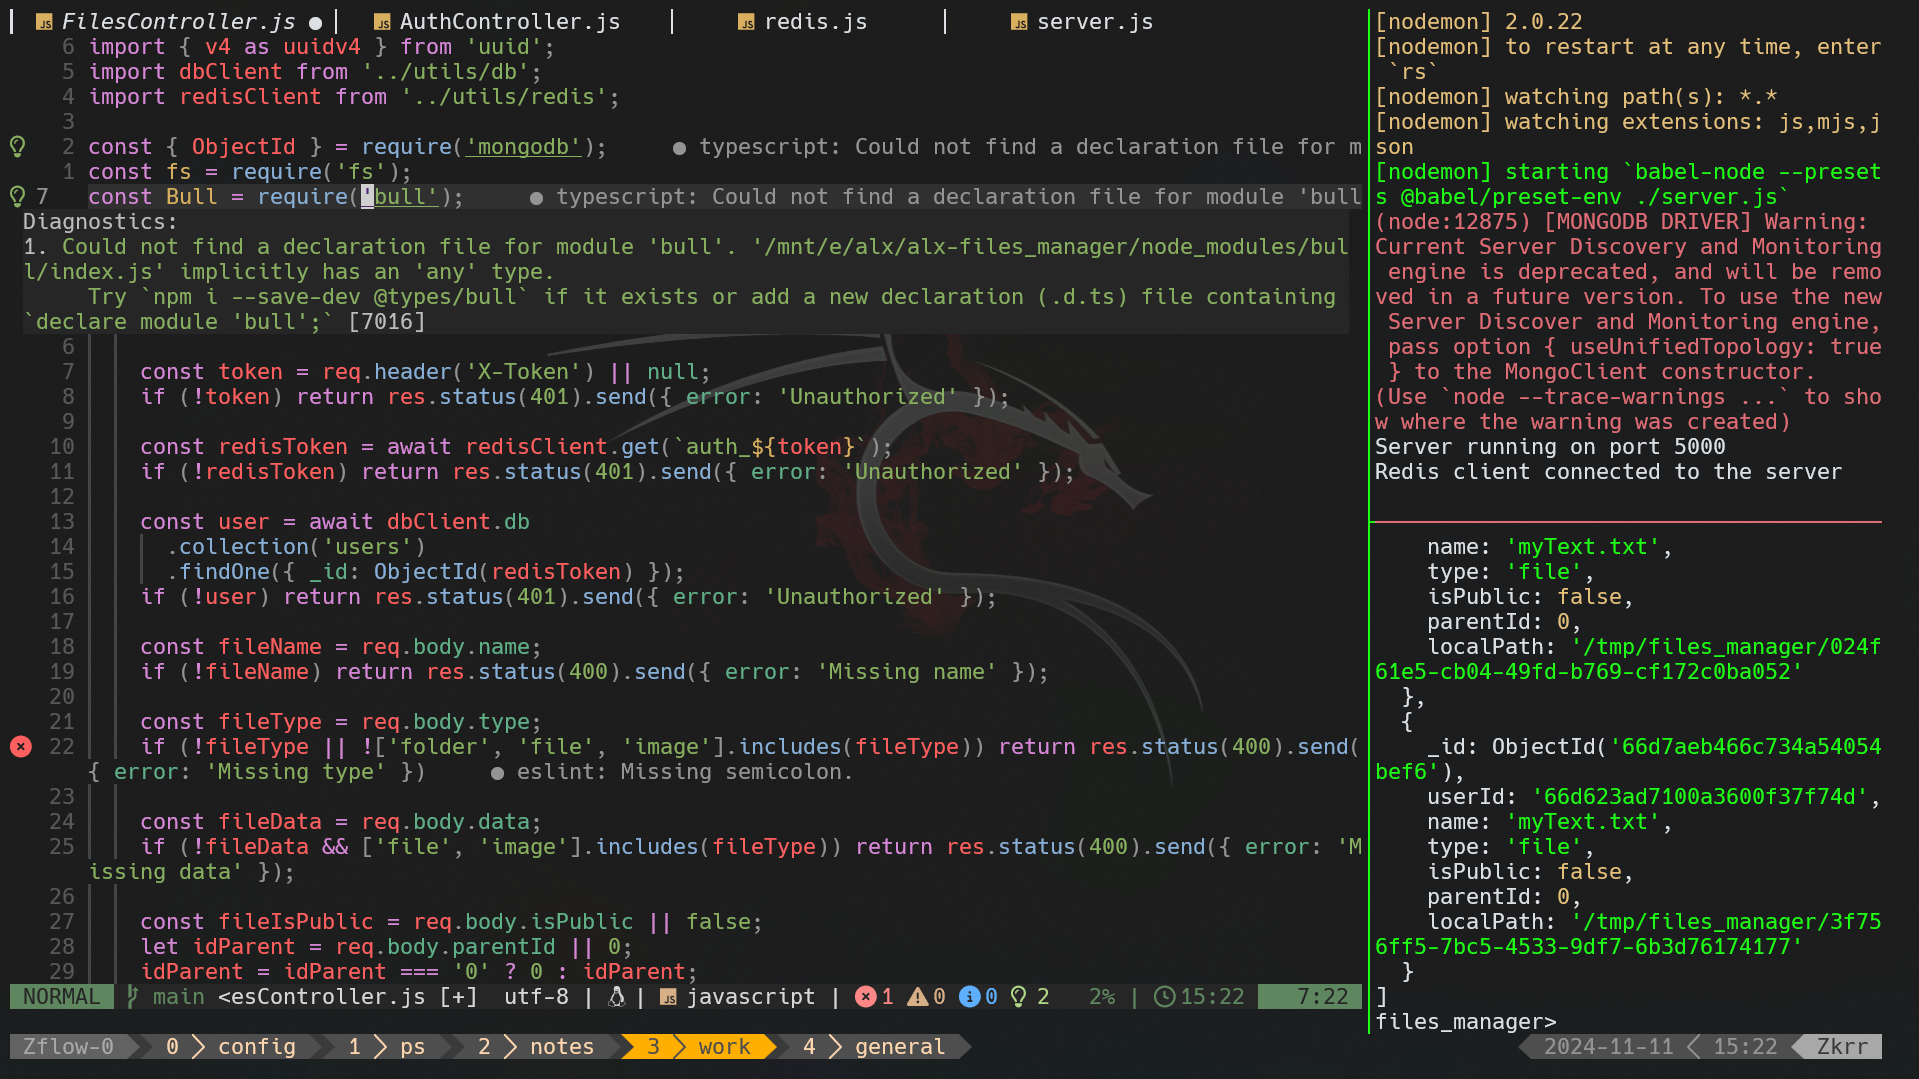 FilesController.js ● AuthController.js redis.js server.js
6 import { v4 as uuidv4 } from 'uuid';
5 import dbClient from '../utils/db';
4 import redisClient from '../utils/redis';
3
2 const { ObjectId } = require('mongodb'); ● typescript: Could not find a declaration file for m
1 const fs = require('fs');
7 const Bull = require('bull'); ● typescript: Could not find a declaration file for module 'bull
Diagnostics:
1. Could not find a declaration file for module 'bull'. '/mnt/e/alx/alx-files_manager/node_modules/bul
l/index.js' implicitly has an 'any' type.
Try `npm i --save-dev @types/bull` if it exists or add a new declaration (.d.ts) file containing
`declare module 'bull';` [7016]
6
7 const token = req.header('X-Token') || null;
8 if (!token) return res.status(401).send({ error: 'Unauthorized' });
9
10 const redisToken = await redisClient.get(`auth_${token}`);
11 if (!redisToken) return res.status(401).send({ error: 'Unauthorized' });
12
13 const user = await dbClient.db
14 .collection('users')
15 .findOne({ _id: ObjectId(redisToken) });
16 if (!user) return res.status(401).send({ error: 'Unauthorized' });
17
18 const fileName = req.body.name;
19 if (!fileName) return res.status(400).send({ error: 'Missing name' });
20
21 const fileType = req.body.type;
22 if (!fileType || !['folder', 'file', 'image'].includes(fileType)) return res.status(400).send(
{ error: 'Missing type' }) ● eslint: Missing semicolon.
23
24 const fileData = req.body.data;
25 if (!fileData && ['file', 'image'].includes(fileType)) return res.status(400).send({ error: 'M
issing data' });
26
27 const fileIsPublic = req.body.isPublic || false;
28 let idParent = req.body.parentId || 0;
29 idParent = idParent === '0' ? 0 : idParent;
NORMAL main <esController.js [+] utf-8 | | JS javascript | 1 0 0 2 2% | 15:22 7:22
[nodemon] 2.0.22
[nodemon] to restart at any time, enter
`rs`
[nodemon] watching path(s): *.*
[nodemon] watching extensions: js,mjs,j
son
[nodemon] starting `babel-node --preset
s @babel/preset-env ./server.js`
(node:12875) [MONGODB DRIVER] Warning:
Current Server Discovery and Monitoring
engine is deprecated, and will be remo
ved in a future version. To use the new
Server Discover and Monitoring engine,
pass option { useUnifiedTopology: true
} to the MongoClient constructor.
(Use `node --trace-warnings ...` to sho
w where the warning was created)
Server running on port 5000
Redis client connected to the server
name: 'myText.txt',
type: 'file',
isPublic: false,
parentId: 0,
localPath: '/tmp/files_manager/024f
61e5-cb04-49fd-b769-cf172c0ba052'
},
{
_id: ObjectId('66d7aeb466c734a54054
bef6'),
userId: '66d623ad7100a3600f37f74d',
name: 'myText.txt',
type: 'file',
isPublic: false,
parentId: 0,
localPath: '/tmp/files_manager/3f75
6ff5-7bc5-4533-9df7-6b3d76174177'
}
]
files_manager>
Zflow-0 0 config 1 ps 2 notes 3 work 4 general 2024-11-11 15:22 Zkrr